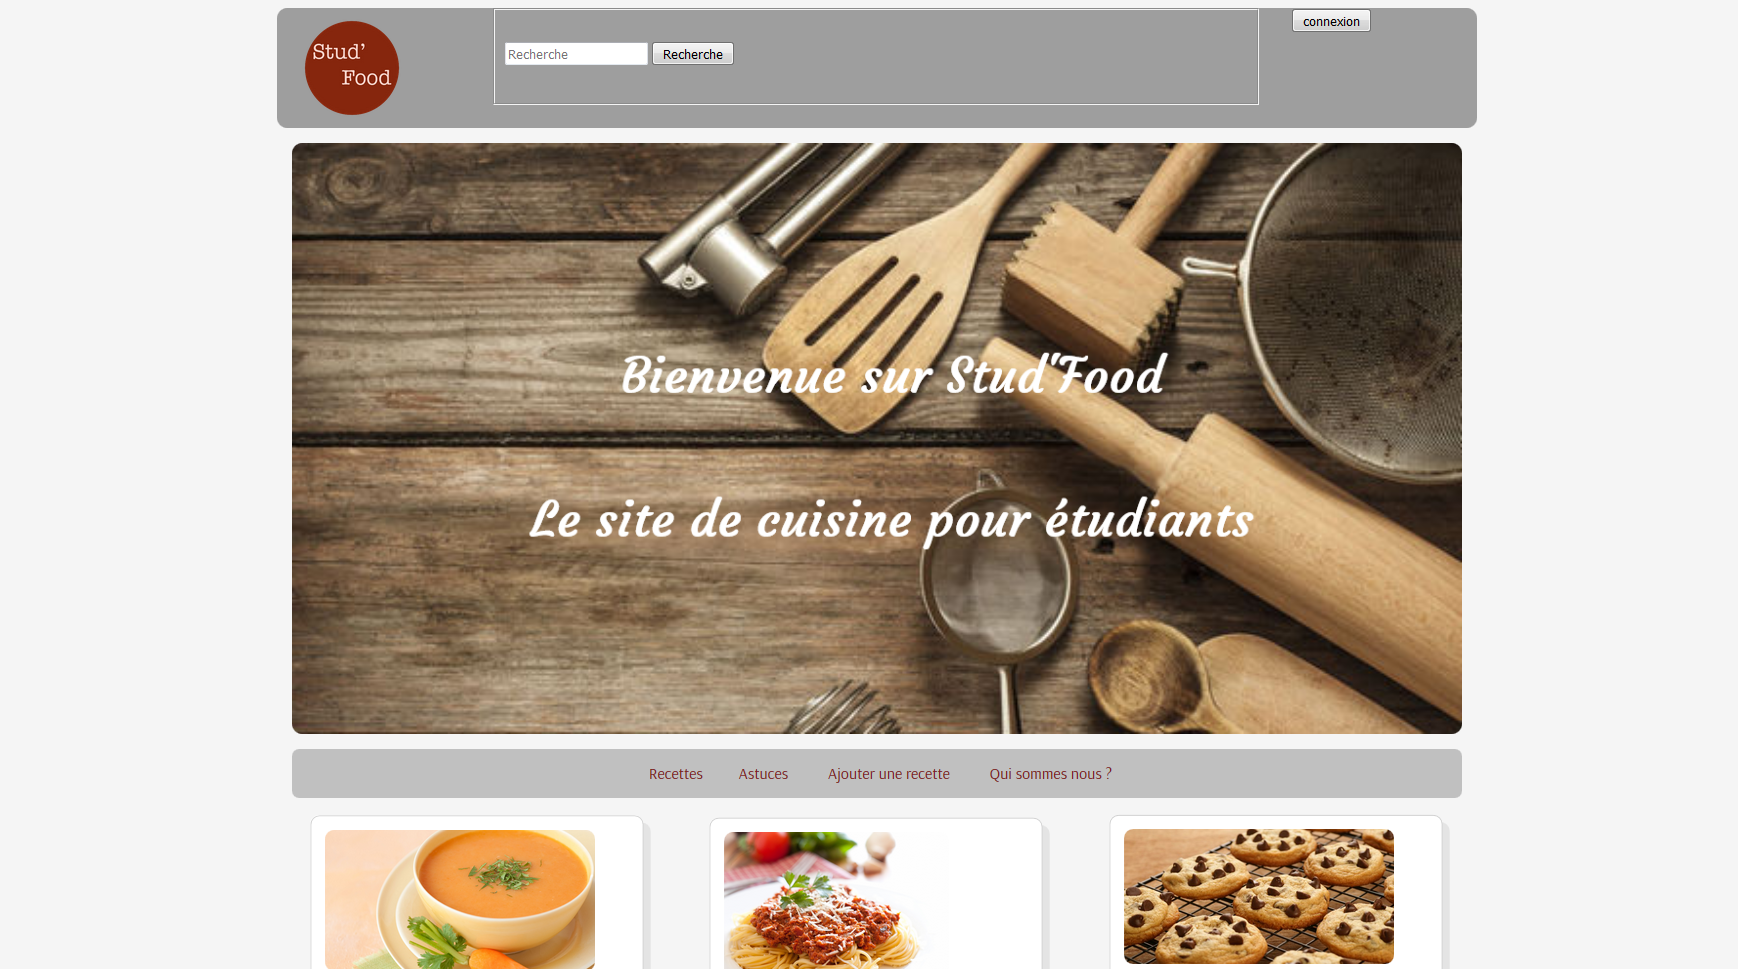 Stud’
Food
Recherche Recherche
connexion
Bienvenue sur Stud'Food
Le site de cuisine pour étudiants
Recettes Astuces Ajouter une recette Qui sommes nous ?